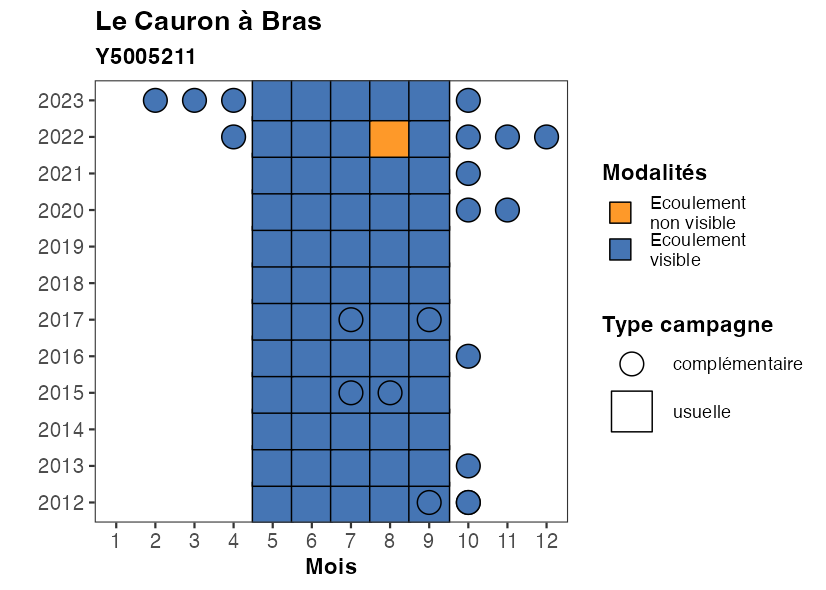 Le Cauron à Bras
Y5005211
2023
2022
2021
2020
2019
2018
2017
2016
2015
2014
2013
2012
1 2 3 4 5 6 7 8 9 10 11 12
Mois
Modalités
Ecoulement
non visible
Ecoulement
visible
Type campagne
complémentaire
usuelle